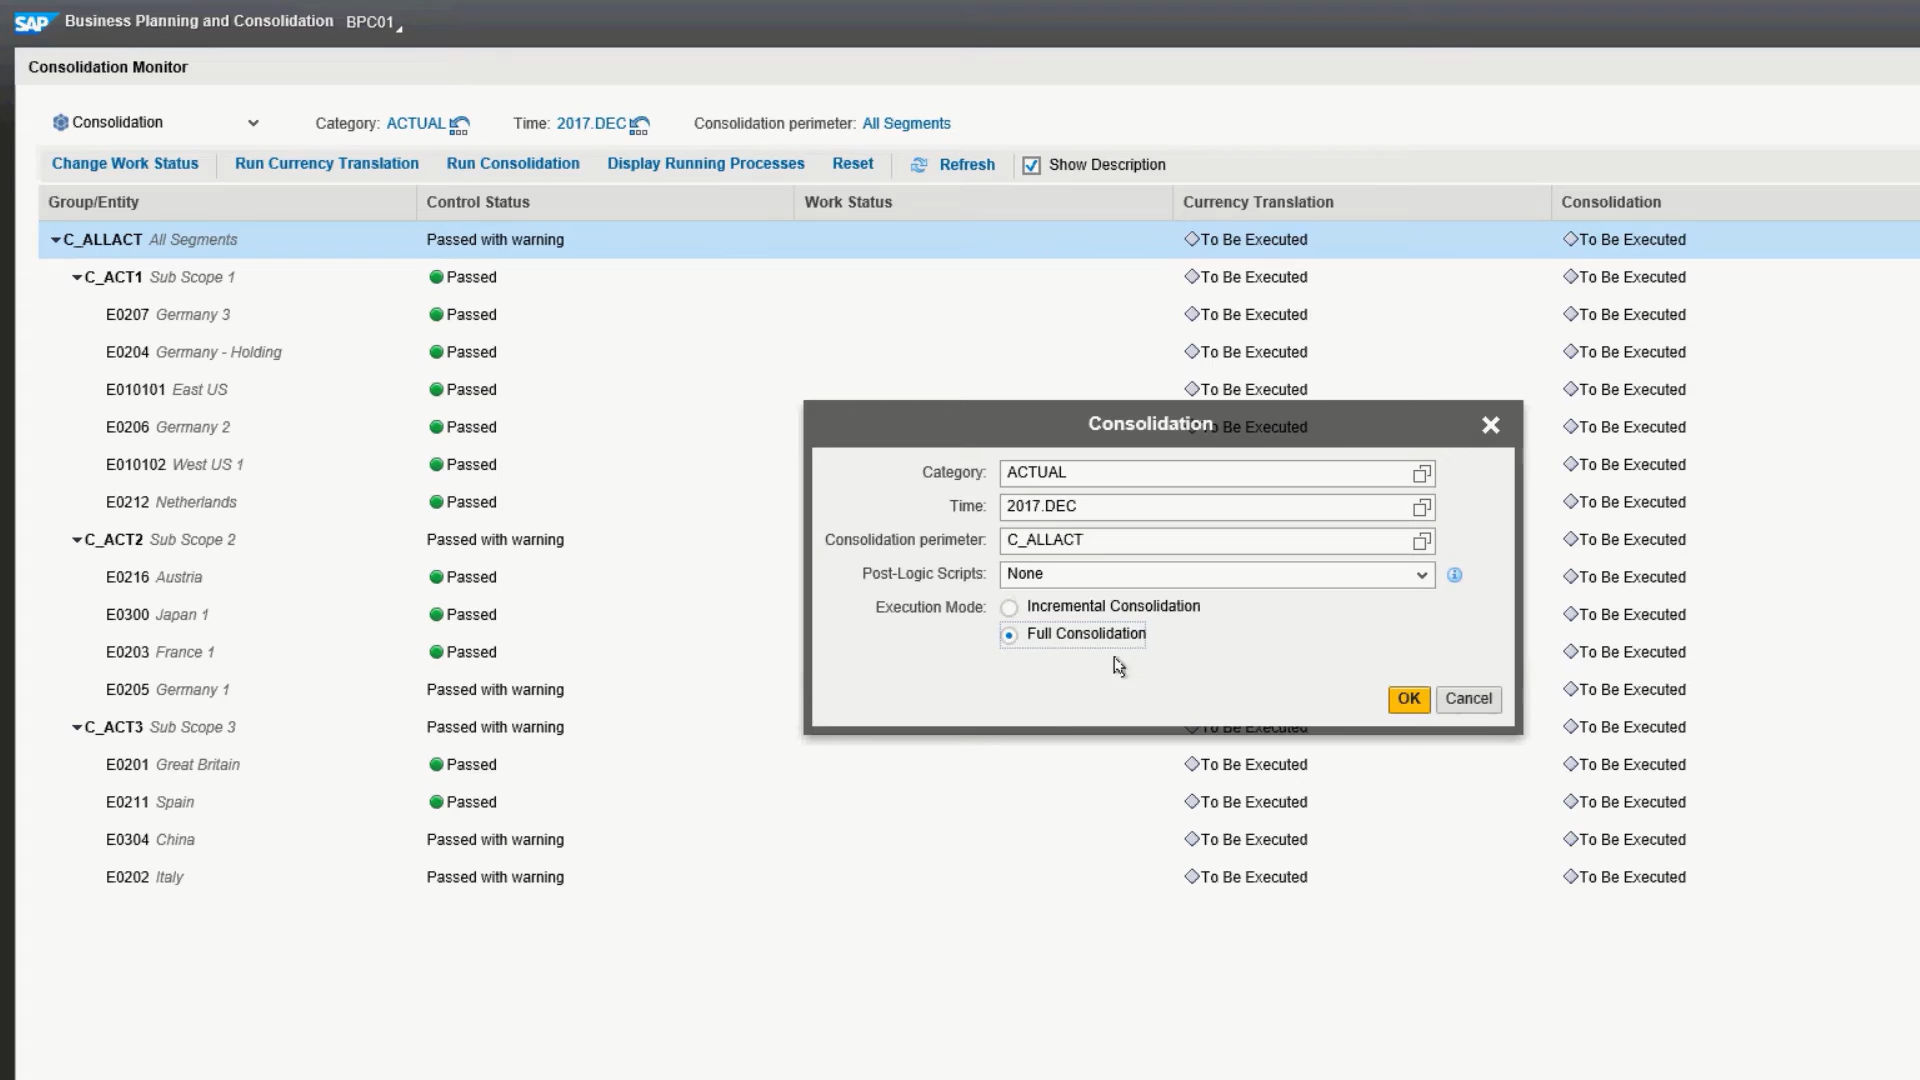 SAP Business Planning and Consolidation BPC01
Consolidation Monitor
Consolidation Category: ACTUAL Time: 2017.DEC Consolidation perimeter: All Segments
Change Work Status Run Currency Translation Run Consolidation Display Running Processes Reset Refresh Show Description
Group/Entity Control Status Work Status Currency Translation Consolidation
C_ALLACT All Segments Passed with warning To Be Executed To Be Executed
C_ACT1 Sub Scope 1 Passed To Be Executed To Be Executed
E0207 Germany 3 Passed To Be Executed To Be Executed
E0204 Germany - Holding Passed To Be Executed To Be Executed
E010101 East US Passed To Be Executed To Be Executed
E0206 Germany 2 Passed To Be Executed
E010102 West US 1 Passed To Be Executed
E0212 Netherlands Passed To Be Executed
C_ACT2 Sub Scope 2 Passed with warning To Be Executed
E0216 Austria Passed To Be Executed
E0300 Japan 1 Passed To Be Executed
E0203 France 1 Passed To Be Executed
E0205 Germany 1 Passed with warning To Be Executed
C_ACT3 Sub Scope 3 Passed with warning To Be Executed To Be Executed
E0201 Great Britain Passed To Be Executed To Be Executed
E0211 Spain Passed To Be Executed To Be Executed
E0304 China Passed with warning To Be Executed To Be Executed
E0202 Italy Passed with warning To Be Executed To Be Executed
Consolidation Be Executed
Category: ACTUAL
Time: 2017.DEC
Consolidation perimeter: C_ALLACT
Post-Logic Scripts: None
Execution Mode: Incremental Consolidation
Full Consolidation
OK Cancel